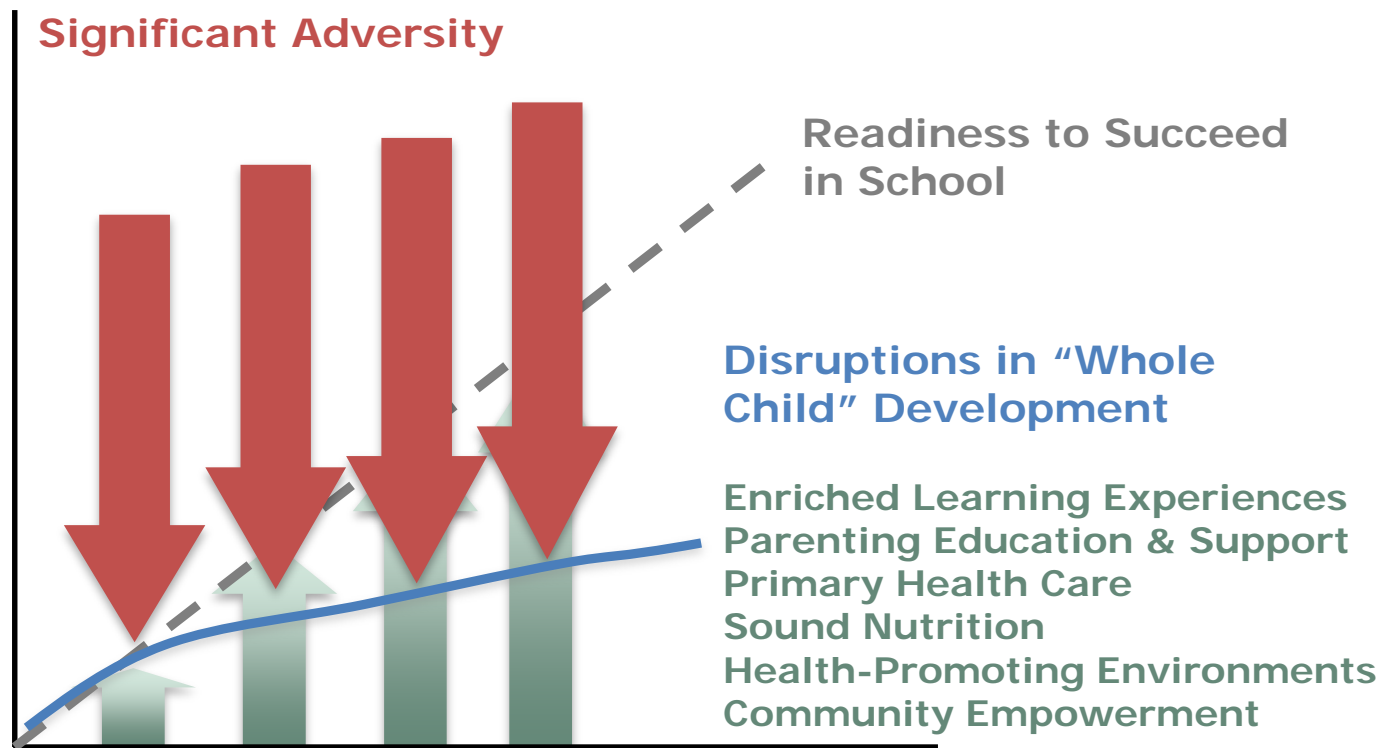 Significant Adversity
Readiness to Succeed
in School
Disruptions in “Whole
Child” Development
Enriched Learning Experiences
Parenting Education & Support
Primary Health Care
Sound Nutrition
Health-Promoting Environments
Community Empowerment